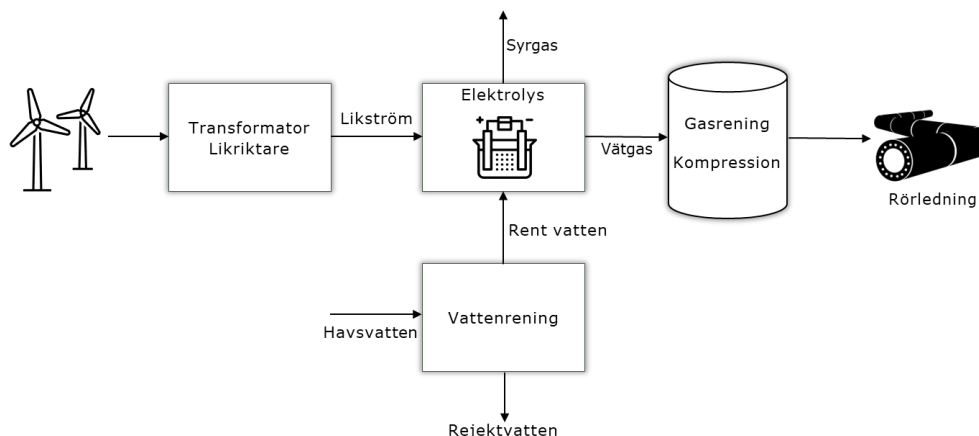 Syrgas
Elektrolys
Transformator
Likriktare
Likström
Vätgas
Gasrening
Kompression
Rörledning
Rent vatten
Havsvatten
Vattenrening
Rejektvatten